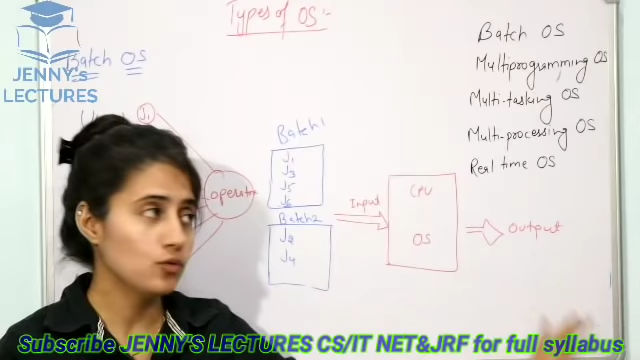 Types of OS:-
Batch OS
JENNY's
LECTURES
J1
operator
Batch1
J1
J3
J5
J6
Batch2
J2
J4
Input
CPU
OS
Output
Batch OS
Multiprogramming OS
Multi-tasking OS
Multi-processing OS
Real time OS
Subscribe JENNY'S LECTURES CS/IT NET&JRF for full syllabus